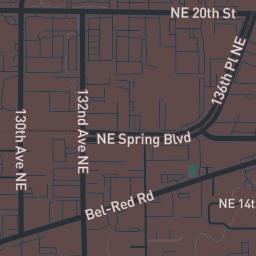 NE 20th St
136th Pl NE
130th Ave NE
132nd Ave NE
NE Spring Blvd
Bel-Red Rd
NE 14t